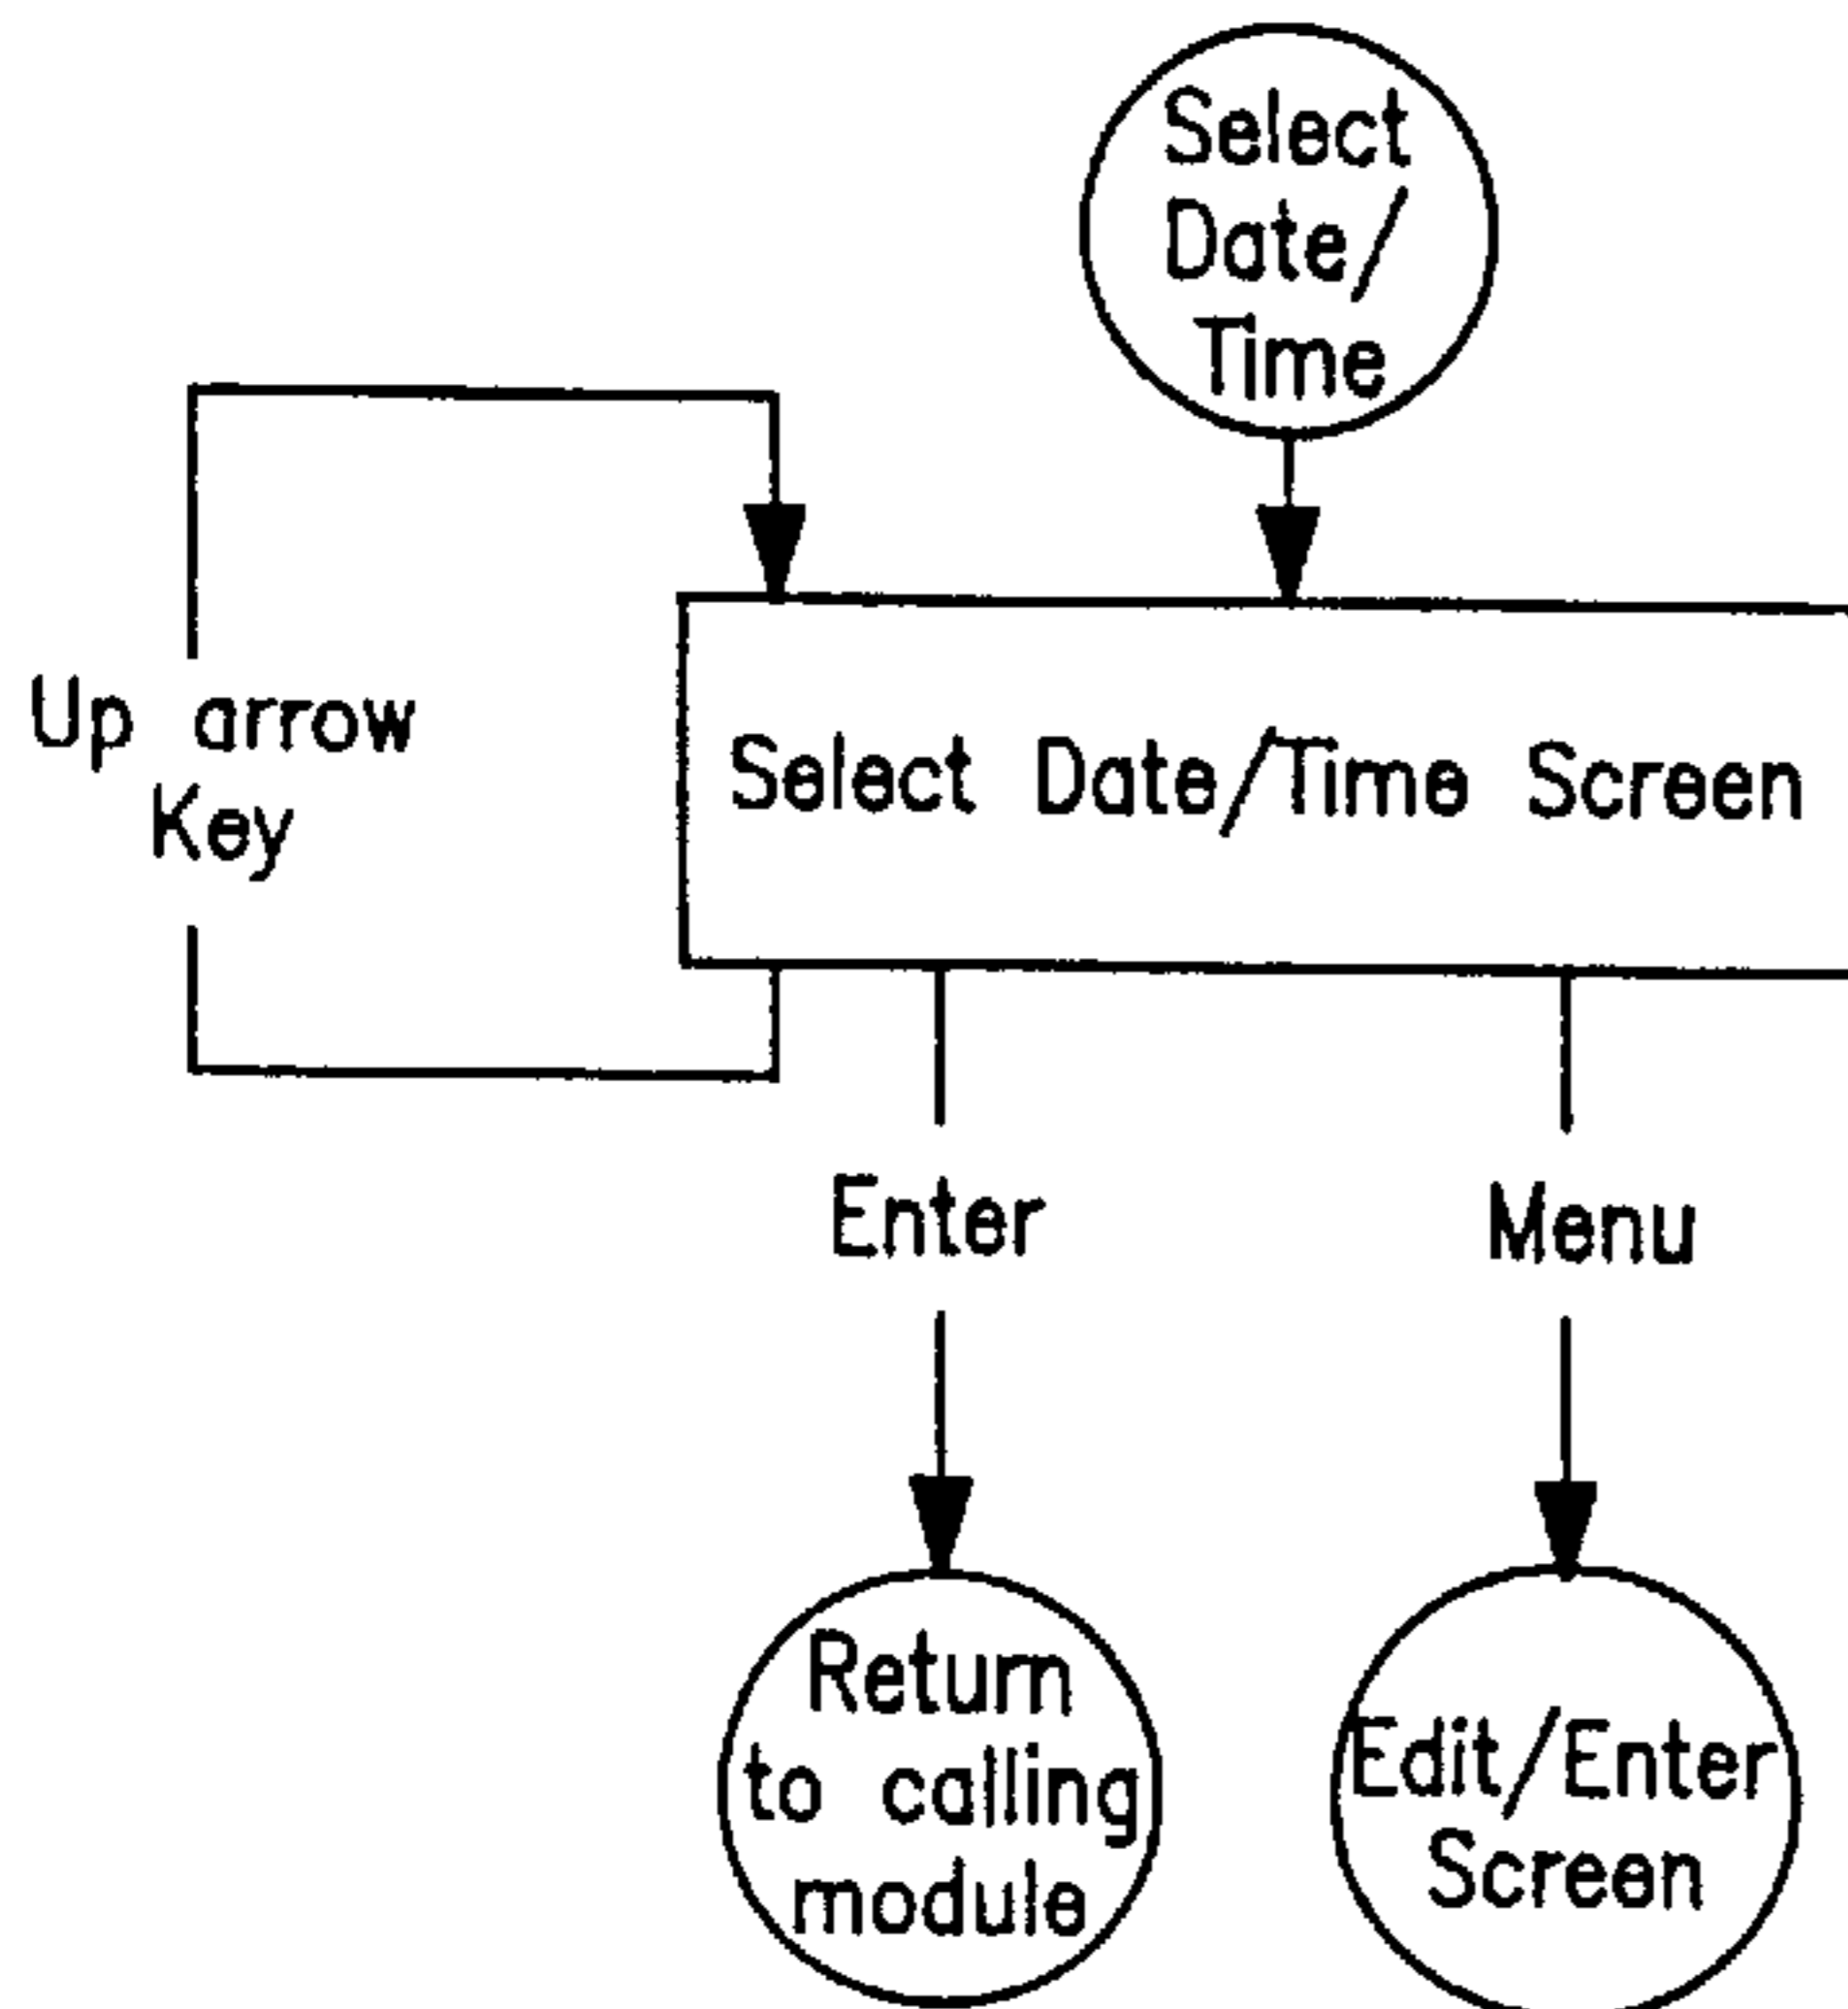 Select
Date/
Time
Up arrow
Key
Select Date/Time Screen
Enter
Menu
Return
to calling
module
Edit/Enter
Screen